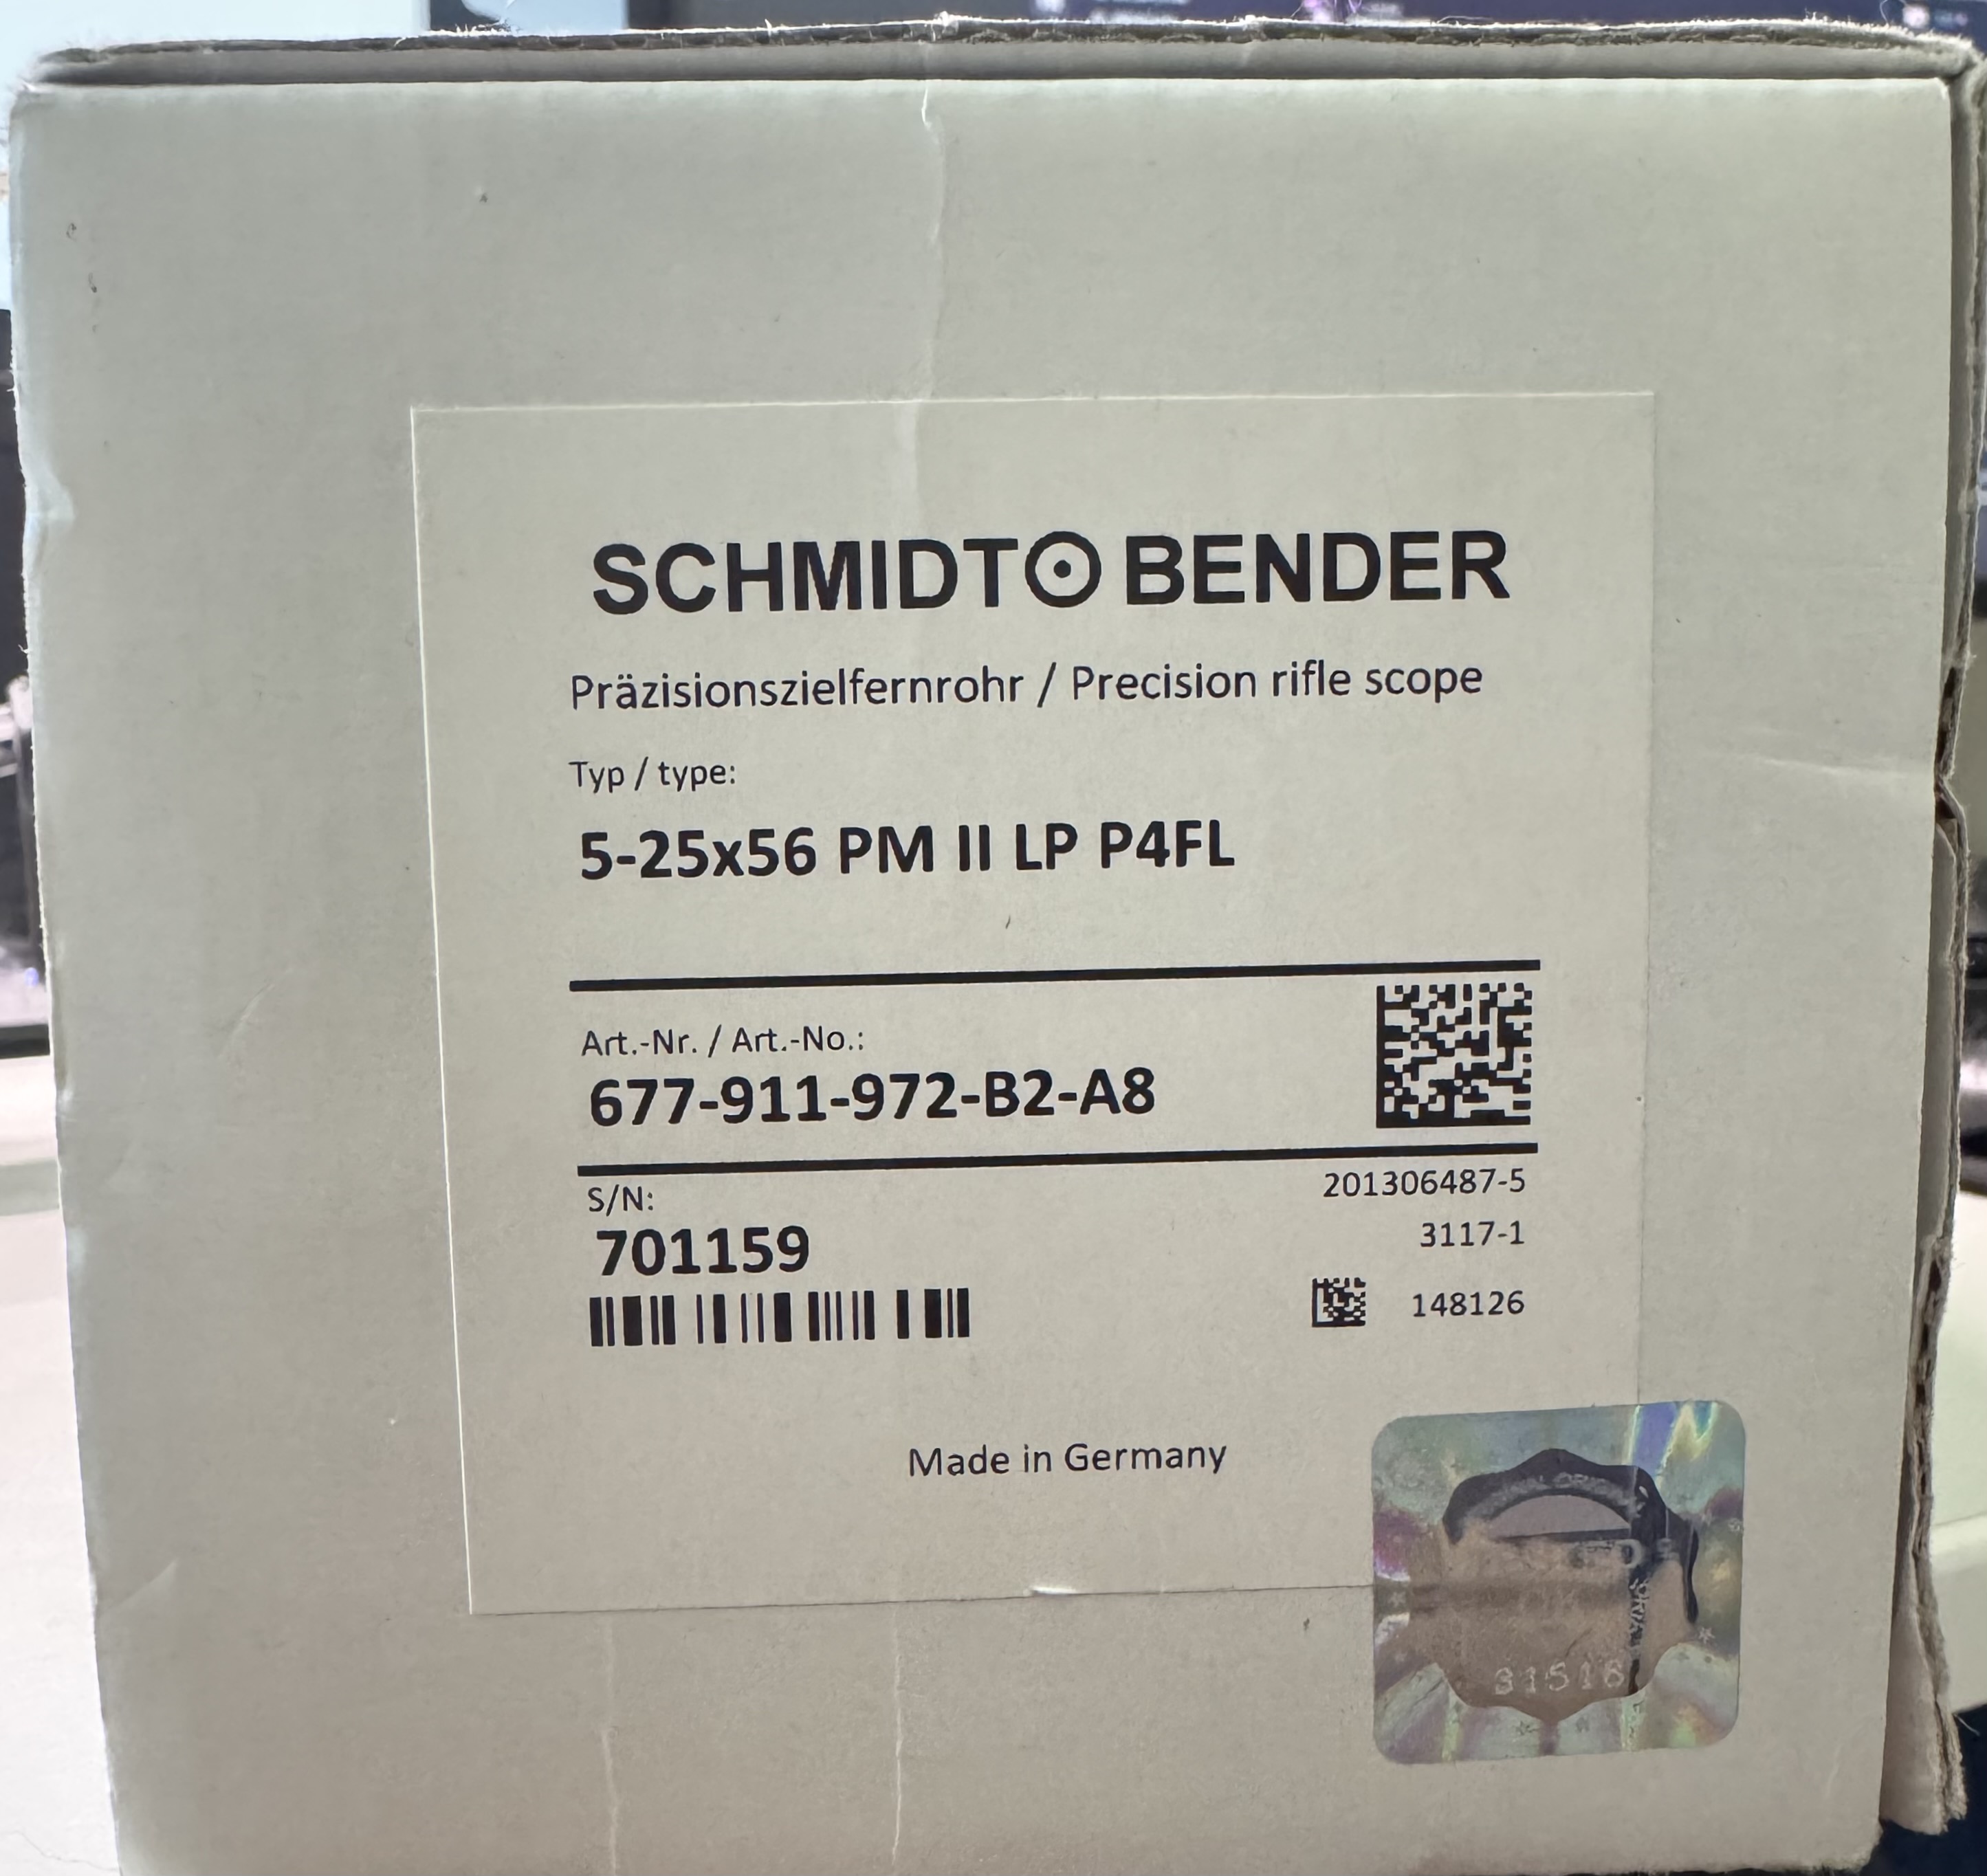 SCHMIDT BENDER
Präzisionszielfernrohr / Precision rifle scope
Typ / type:
5-25x56 PM II LP P4FL
Art.-Nr. / Art.-No.:
677-911-972-B2-A8
S/N:
701159
201306487-5
3117-1
148126
Made in Germany
31518